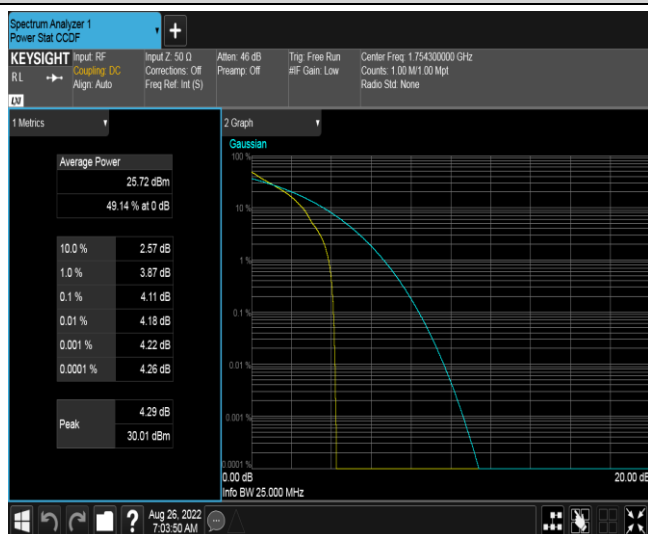 Spectrum Analyzer 1
Power Stat CCDF
+
KEYSIGHT
RL
LXI
Input: RF
Coupling: DC
Align: Auto
Input Z: 50 Ω
Corrections: Off
Freq Ref: Int (S)
Atten: 46 dB
Preamp: Off
Trig: Free Run
#IF Gain: Low
Center Freq: 1.754300000 GHz
Counts: 1.00 M/1.00 Mpt
Radio Std: None
1 Metrics
Average Power
25.72 dBm
49.14 % at 0 dB
10.0 % 2.57 dB
1.0 % 3.87 dB
0.1 % 4.11 dB
0.01 % 4.18 dB
0.001 % 4.22 dB
0.0001 % 4.26 dB
Peak
4.29 dB
30.01 dBm
2 Graph
Gaussian
100 %
10 %
1 %
0.1 %
0.01 %
0.001 %
0.0001 %
0.00 dB
20.00 dB
Info BW 25.000 MHz
?
Aug 26, 2022
7:03:50 AM